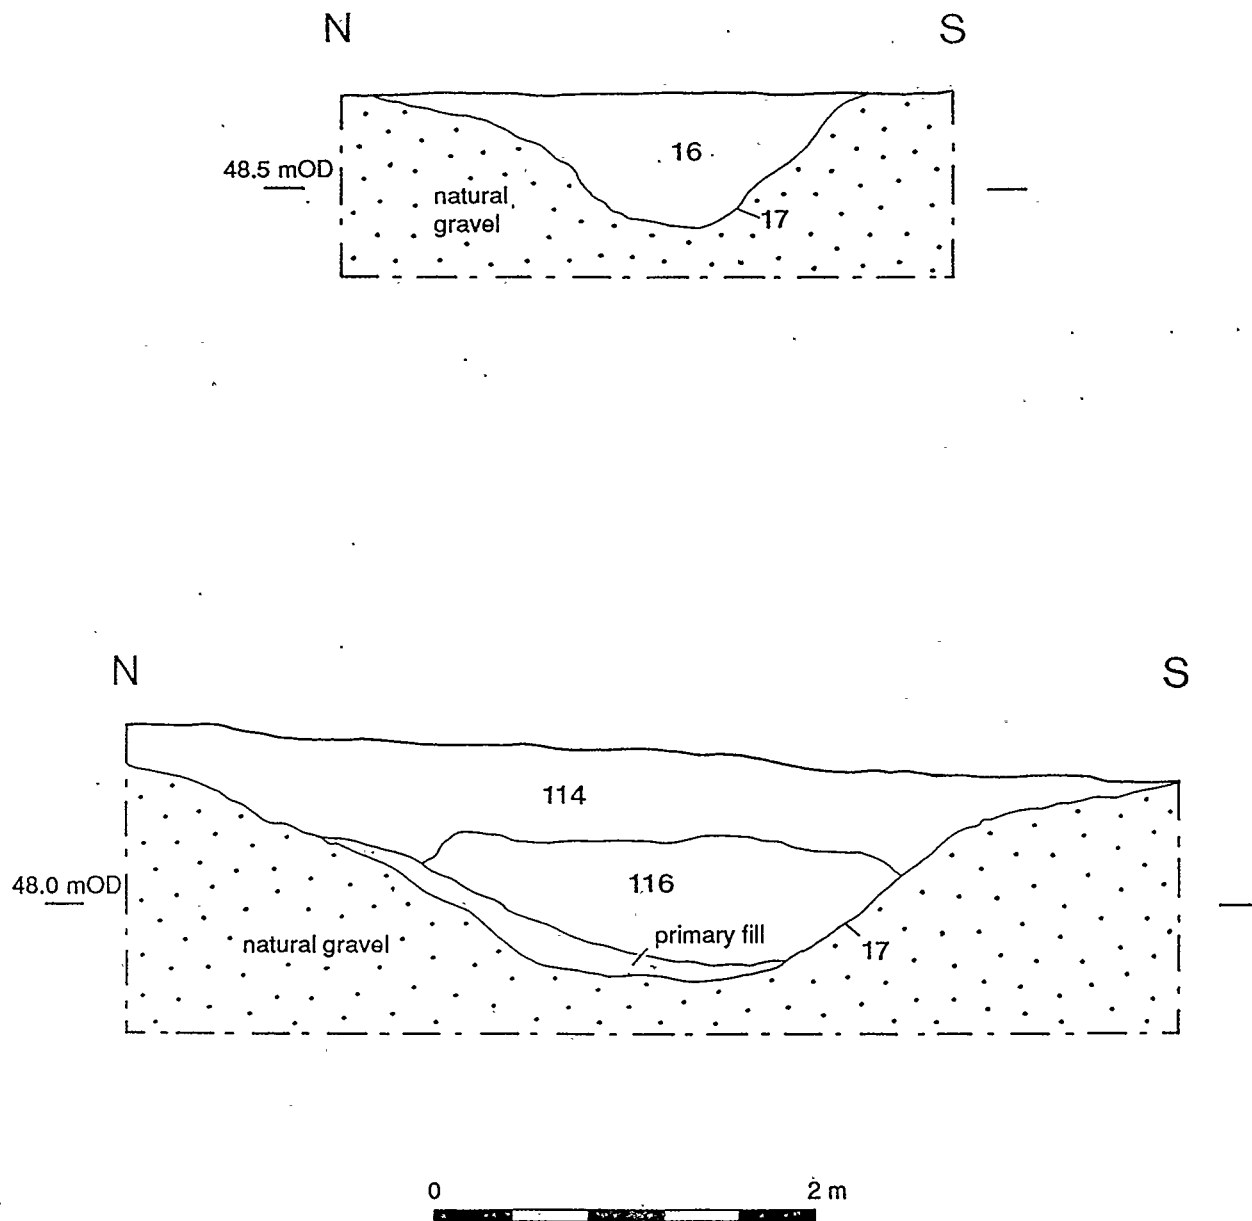 N S
16
48.5 mOD
natural
gravel
17
N S
114
116
48.0 mOD
primary fill
natural gravel
17
0 2 m